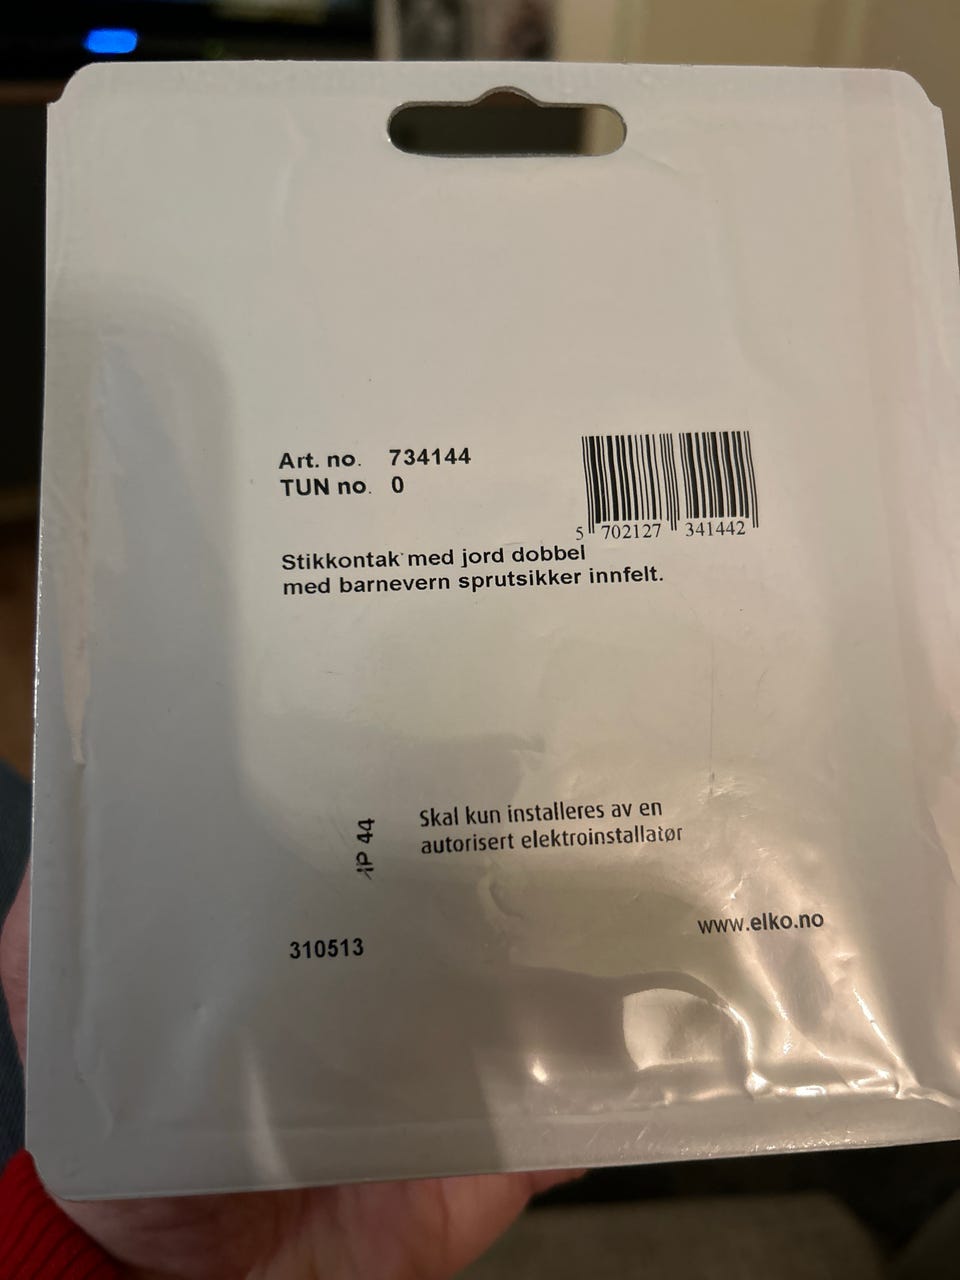 Art. no. 734144
TUN no. 0
5 702127 341442
Stikkontak med jord dobbel
med barnevern sprutsikker innfelt.
IP 44
Skal kun installeres av en
autorisert elektroinstallatør
www.elko.no
310513